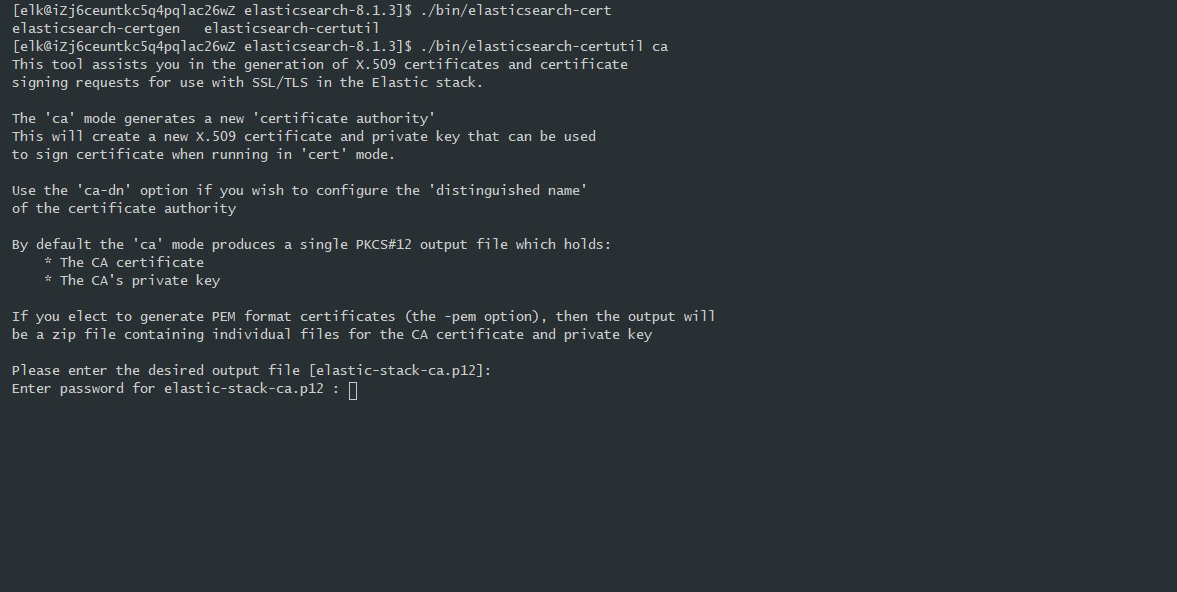 [elk@iZj6ceuntkc5q4pqlac26wZ elasticsearch-8.1.3]$ ./bin/elasticsearch-cert
elasticsearch-certgen   elasticsearch-certutil
[elk@iZj6ceuntkc5q4pqlac26wZ elasticsearch-8.1.3]$ ./bin/elasticsearch-certutil ca
This tool assists you in the generation of X.509 certificates and certificate
signing requests for use with SSL/TLS in the Elastic stack.

The 'ca' mode generates a new 'certificate authority'
This will create a new X.509 certificate and private key that can be used
to sign certificate when running in 'cert' mode.

Use the 'ca-dn' option if you wish to configure the 'distinguished name'
of the certificate authority

By default the 'ca' mode produces a single PKCS#12 output file which holds:
    * The CA certificate
    * The CA's private key

If you elect to generate PEM format certificates (the -pem option), then the output will
be a zip file containing individual files for the CA certificate and private key

Please enter the desired output file [elastic-stack-ca.p12]:
Enter password for elastic-stack-ca.p12 :